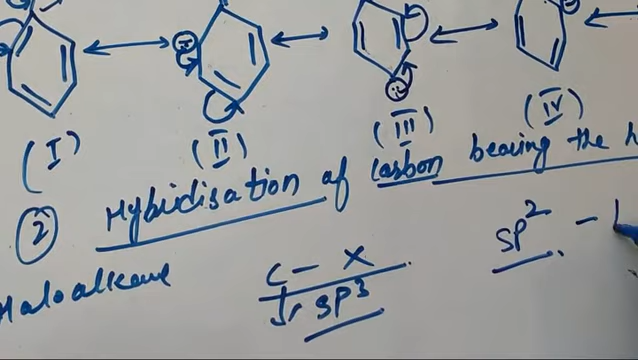 (I) (II) (III) (IV)
② Hybridisation of carbon bearing the h
Haloalkane C - X sp² -
sp³